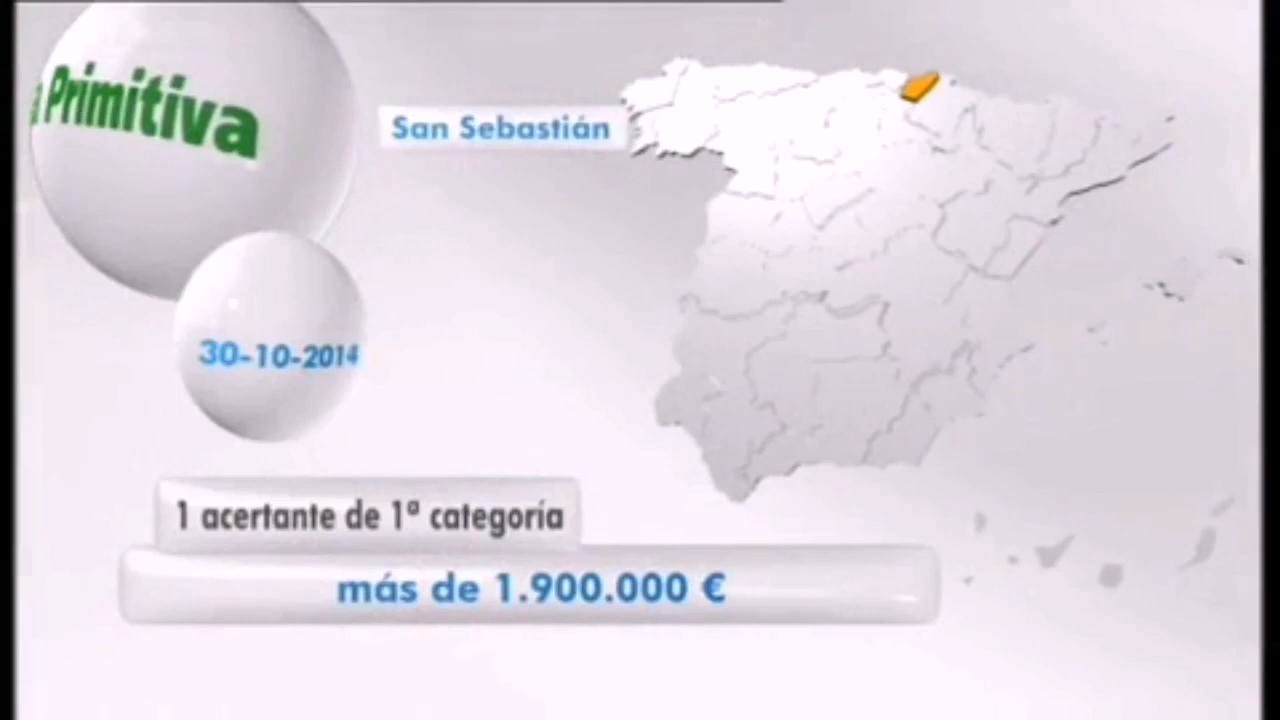 Primitiva
San Sebastián
30-10-2014
1 acertante de 1ª categoría
más de 1.900.000 €